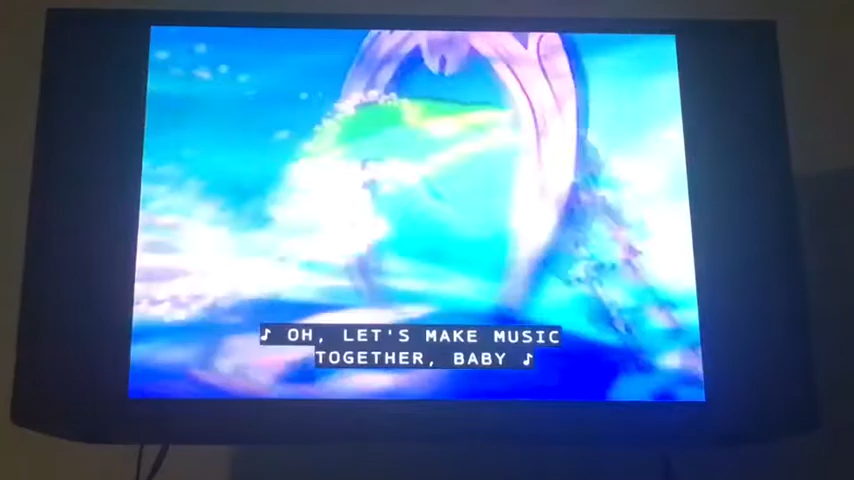 ♪ OH, LET'S MAKE MUSIC
TOGETHER, BABY ♪